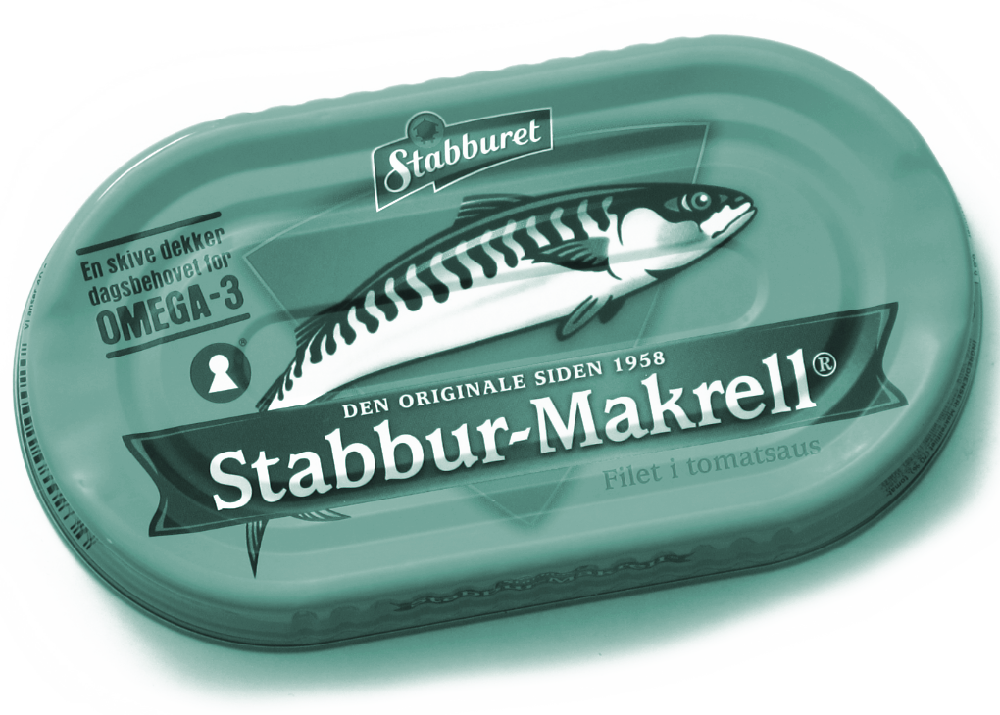 Stabburet
En skive dekker
dagsbehovet for
OMEGA-3
®
DEN ORIGINALE SIDEN 1958
Stabbur-Makrell®
Filet i tomatsaus